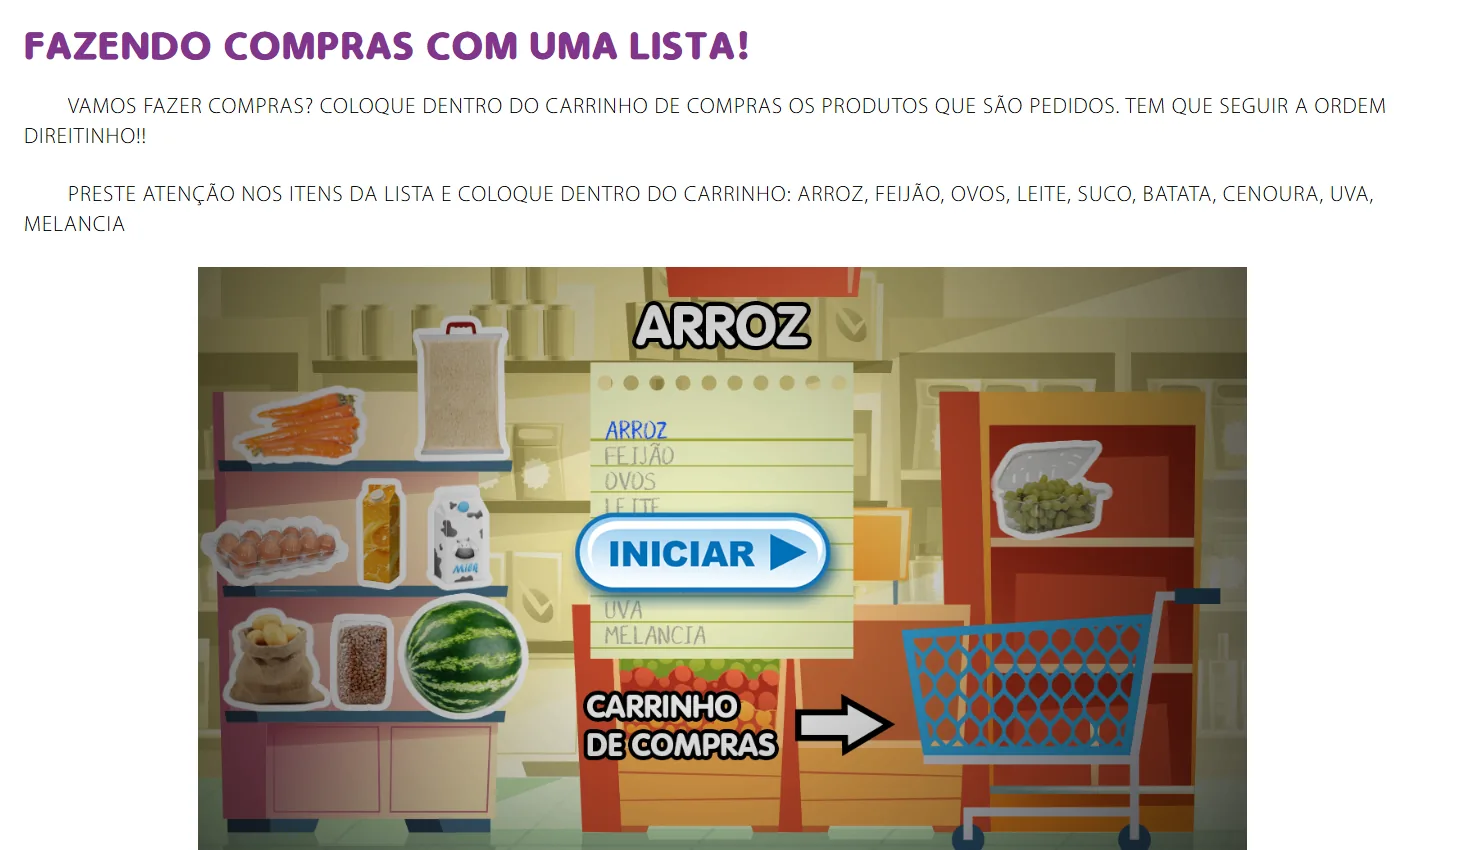 FAZENDO COMPRAS COM UMA LISTA!
VAMOS FAZER COMPRAS? COLOQUE DENTRO DO CARRINHO DE COMPRAS OS PRODUTOS QUE SÃO PEDIDOS. TEM QUE SEGUIR A ORDEM
DIREITINHO!!
PRESTE ATENÇÃO NOS ITENS DA LISTA E COLOQUE DENTRO DO CARRINHO: ARROZ, FEIJÃO, OVOS, LEITE, SUCO, BATATA, CENOURA, UVA,
MELANCIA
ARROZ
ARROZ
FEIJÃO
OVOS
LEITE
INICIAR
UVA
MELANCIA
Milk
CARRINHO
DE COMPRAS